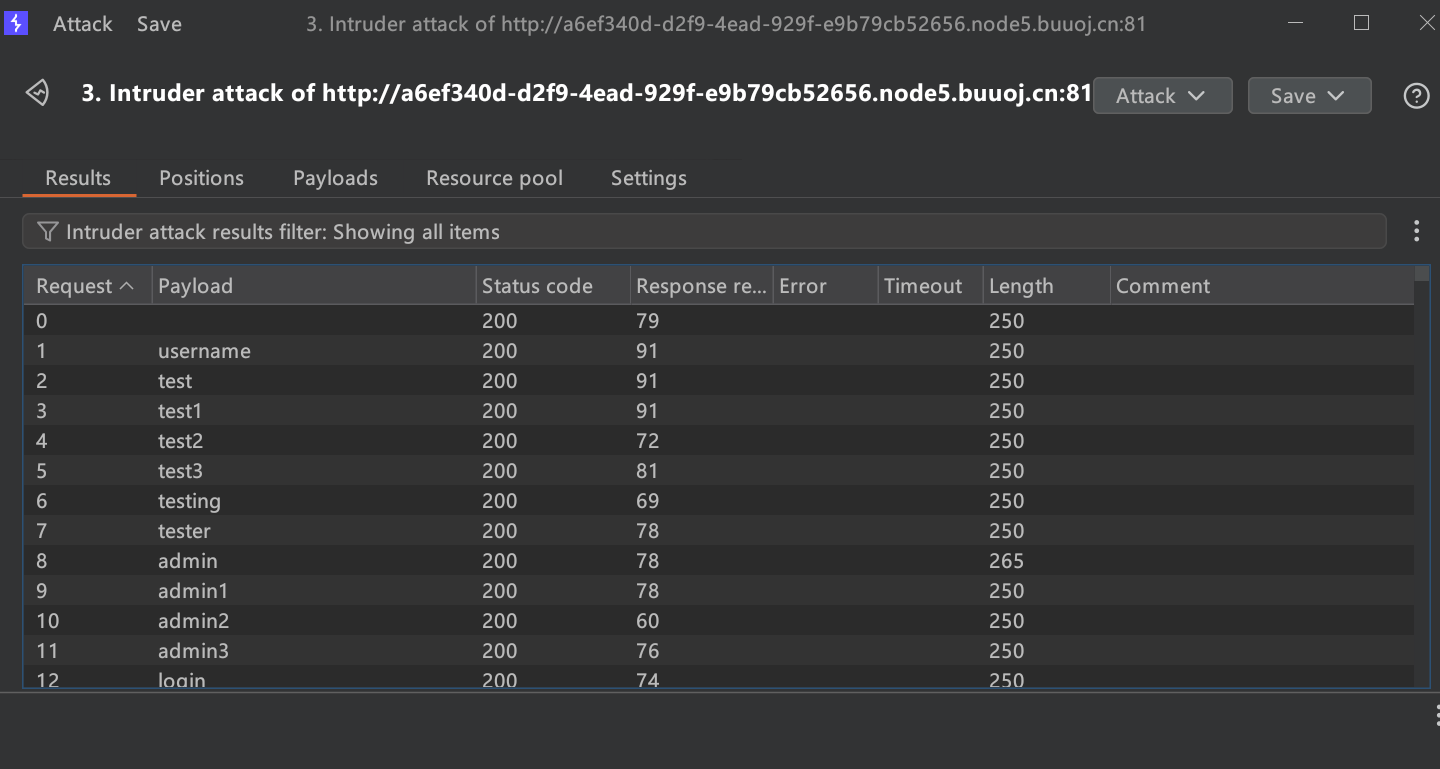 Attack Save 3. Intruder attack of http://a6ef340d-d2f9-4ead-929f-e9b79cb52656.node5.buuoj.cn:81
3. Intruder attack of http://a6ef340d-d2f9-4ead-929f-e9b79cb52656.node5.buuoj.cn:81 Attack Save ?
Results Positions Payloads Resource pool Settings
Intruder attack results filter: Showing all items
Request Payload Status code Response re... Error Timeout Length Comment
0 200 79 250
1 username 200 91 250
2 test 200 91 250
3 test1 200 91 250
4 test2 200 72 250
5 test3 200 81 250
6 testing 200 69 250
7 tester 200 78 250
8 admin 200 78 265
9 admin1 200 78 250
10 admin2 200 60 250
11 admin3 200 76 250
12 login 200 74 250